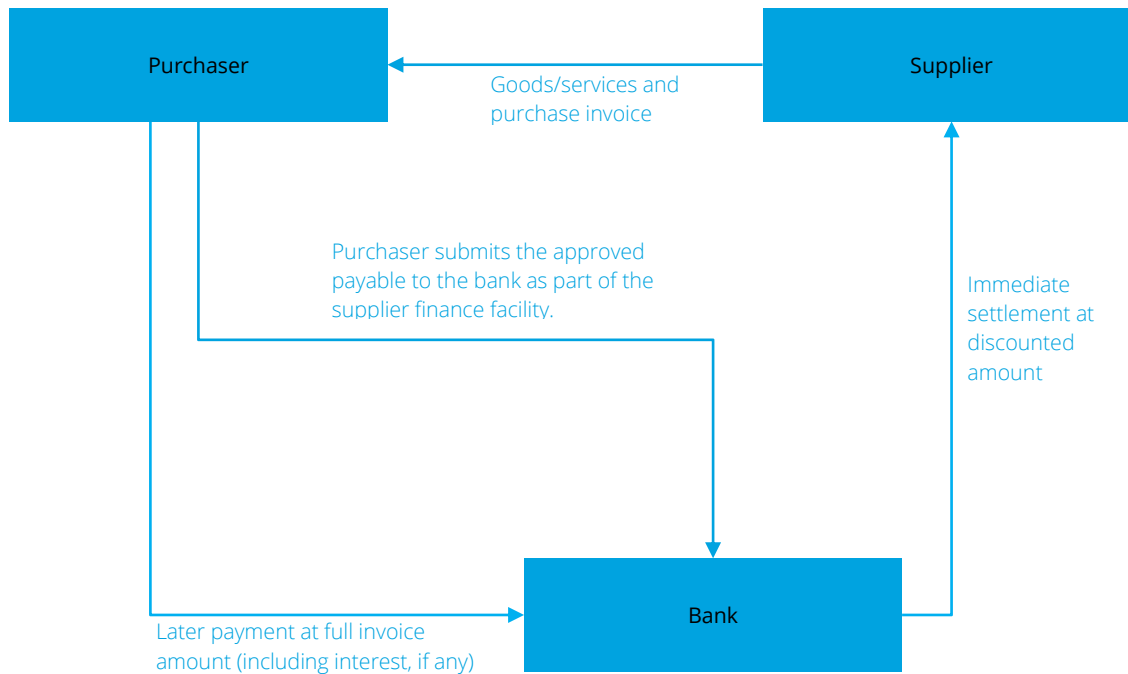 Purchaser
Supplier
Goods/services and
purchase invoice
Purchaser submits the approved
payable to the bank as part of the
supplier finance facility.
Immediate
settlement at
discounted
amount
Bank
Later payment at full invoice
amount (including interest, if any)